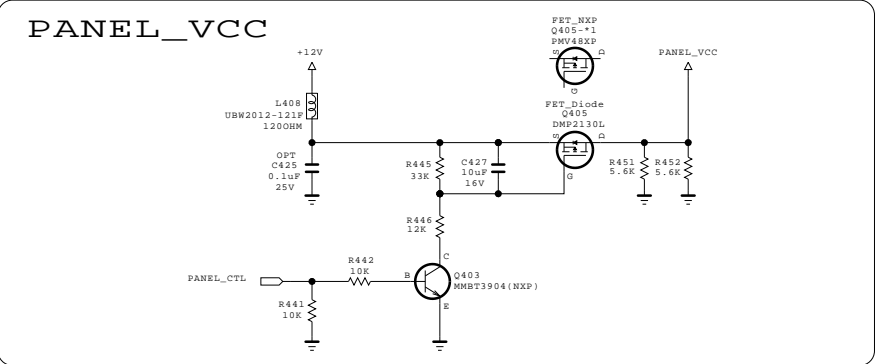 PANEL_VCC
FET_NXP
Q405-*1
PMV48XP
S
D
G
+12V
PANEL_VCC
L408
UBW2012-121F
120OHM
FET_Diode
Q405
DMP2130L
S
D
G
OPT
C425
0.1uF
25V
R445
33K
C427
10uF
16V
R451
5.6K
R452
5.6K
R446
12K
PANEL_CTL
R442
10K
B
C
E
Q403
MMBT3904(NXP)
R441
10K